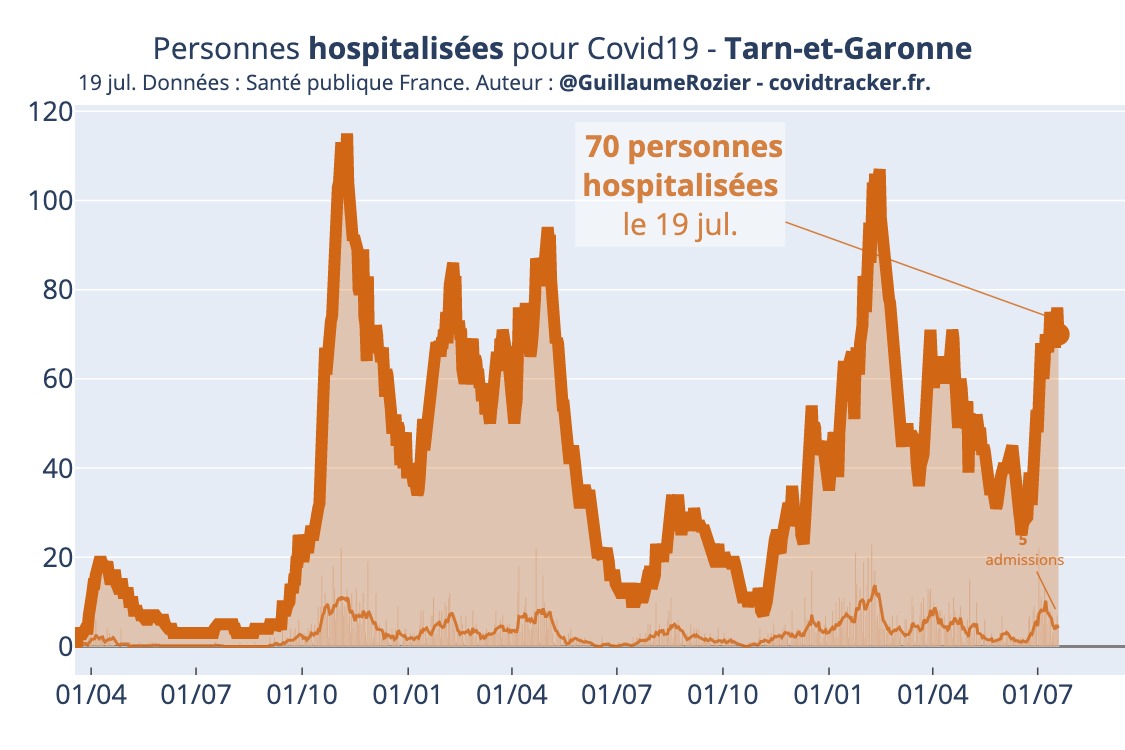 Personnes hospitalisées pour Covid19 - Tarn-et-Garonne
19 jul. Données : Santé publique France. Auteur : @GuillaumeRozier - covidtracker.fr.
120
100
80
60
40
20
0
70 personnes
hospitalisées
le 19 jul.
5
admissions
01/04 01/07 01/10 01/01 01/04 01/07 01/10 01/01 01/04 01/07